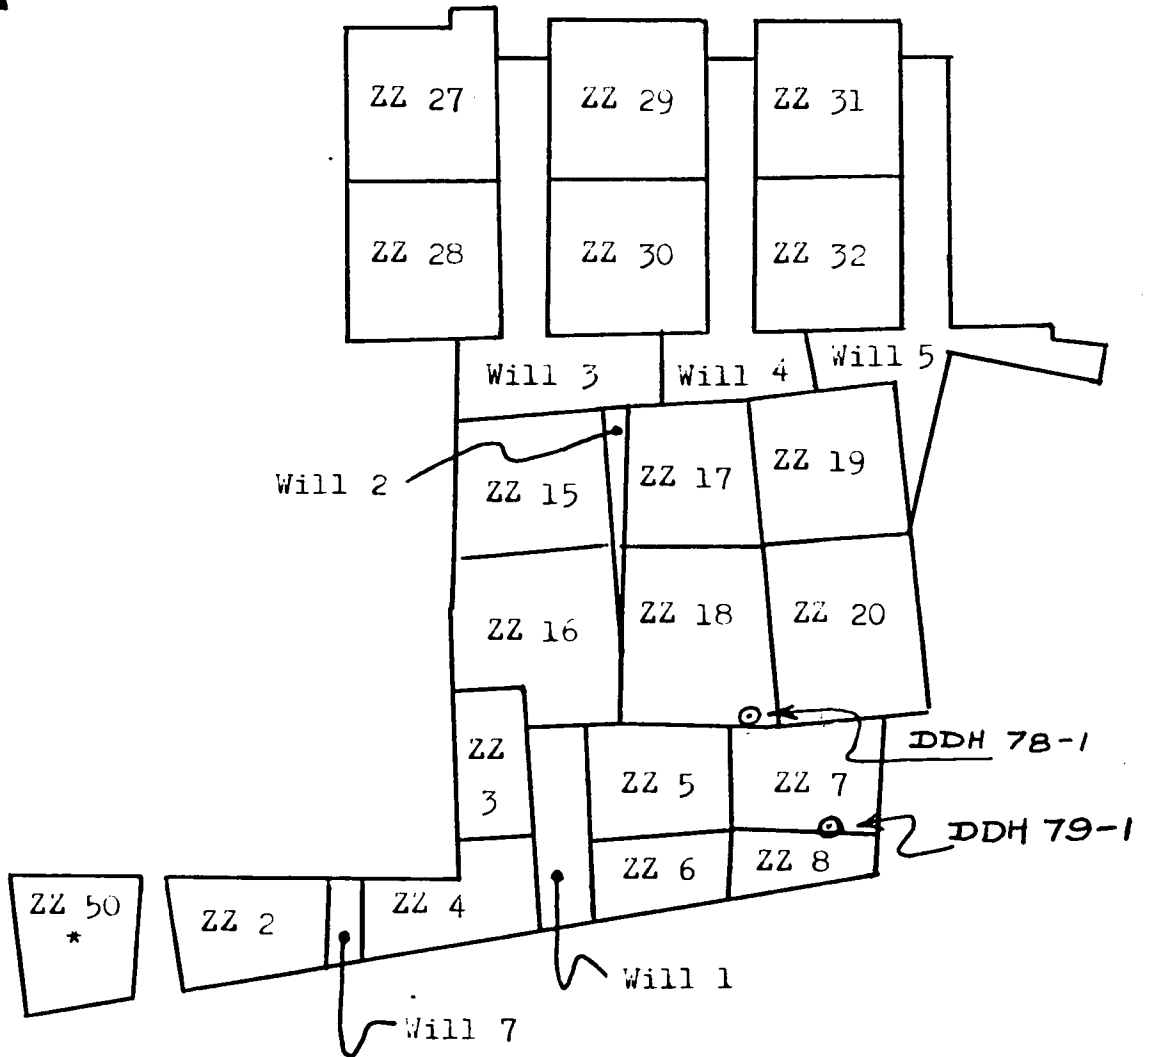 ZZ 27
ZZ 29
ZZ 31
ZZ 28
ZZ 30
ZZ 32
Will 3
Will 4
Will 5
Will 2
ZZ 15
ZZ 17
ZZ 19
ZZ 16
ZZ 18
ZZ 20
DDH 78-1
ZZ
3
ZZ 5
ZZ 7
DDH 79-1
ZZ 6
ZZ 8
ZZ 50
*
ZZ 2
ZZ 4
Will 1
Will 7